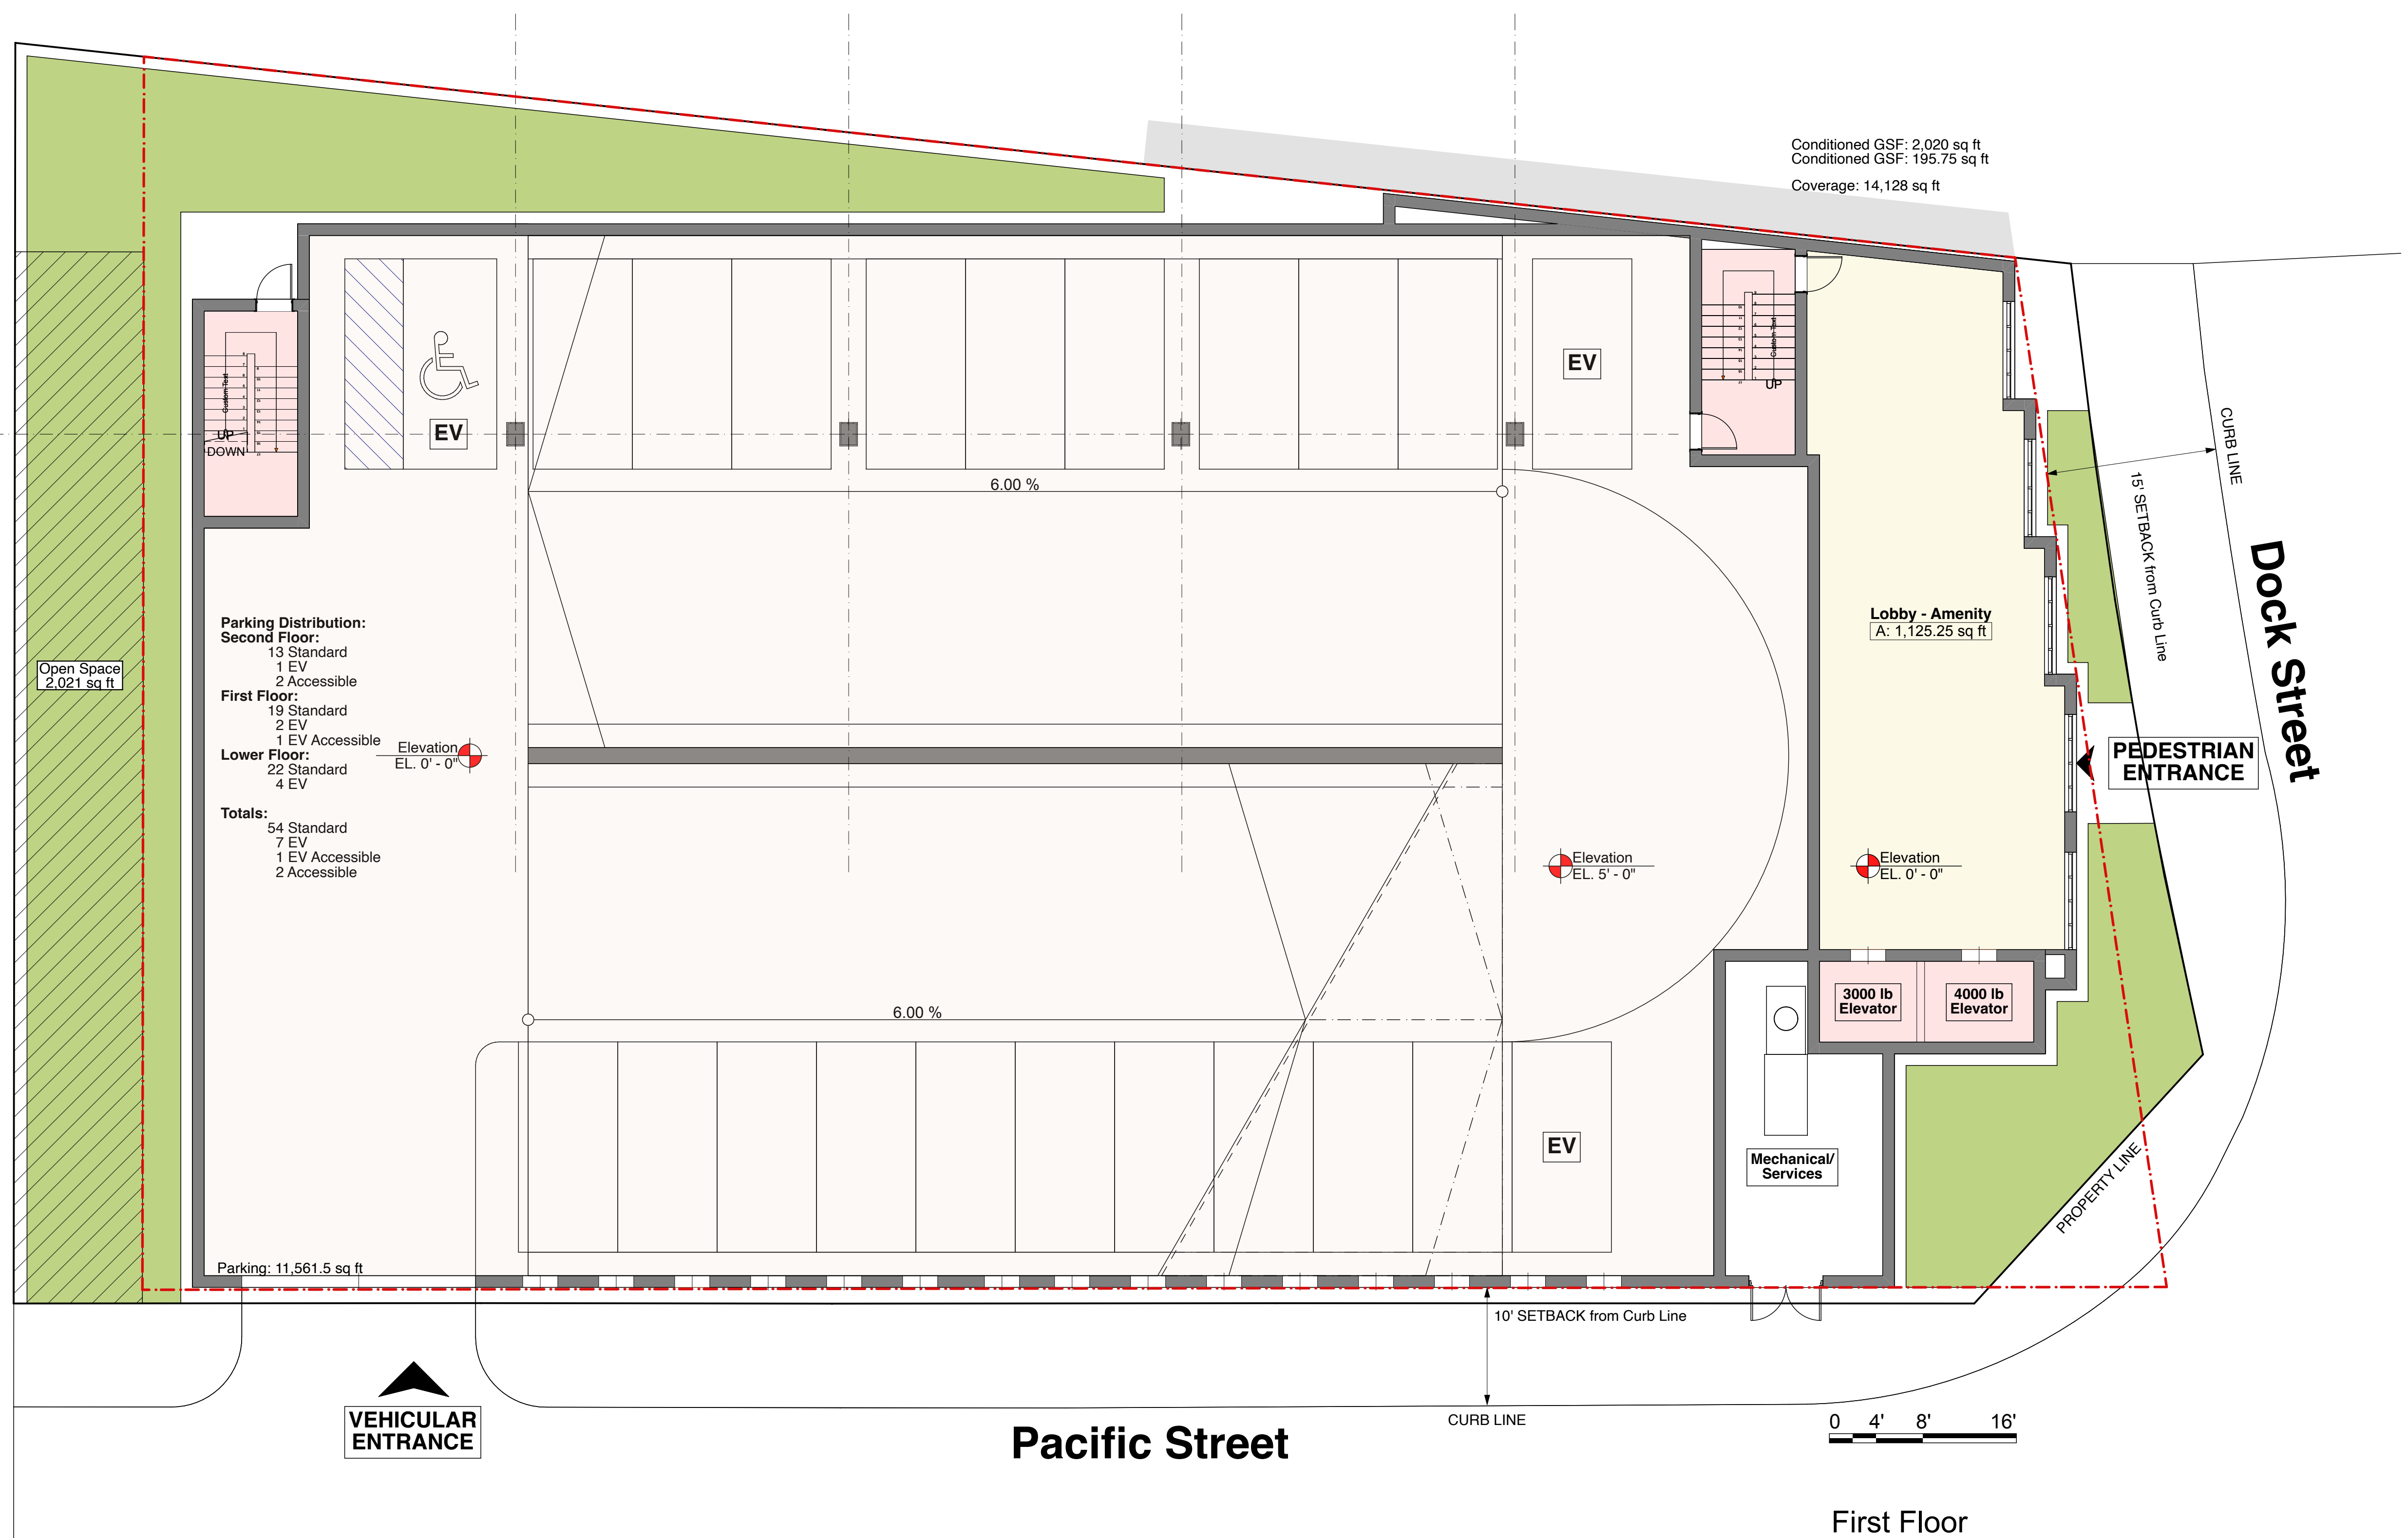 Conditioned GSF: 2,020 sq ft
Conditioned GSF: 195.75 sq ft
Coverage: 14,128 sq ft
EV
EV
Custom Text
UP
DOWN
Custom Text
UP
6.00 %
CURB LINE
15' SETBACK from Curb Line
Dock Street
Open Space
2,021 sq ft
Parking Distribution:
Second Floor:
13 Standard
1 EV
2 Accessible
First Floor:
19 Standard
2 EV
1 EV Accessible
Lower Floor:
22 Standard
4 EV
Totals:
54 Standard
7 EV
1 EV Accessible
2 Accessible
Elevation
EL. 0' - 0"
Lobby - Amenity
A: 1,125.25 sq ft
PEDESTRIAN
ENTRANCE
Elevation
EL. 5' - 0"
Elevation
EL. 0' - 0"
3000 lb
Elevator
4000 lb
Elevator
6.00 %
EV
Mechanical/
Services
PROPERTY LINE
Parking: 11,561.5 sq ft
10' SETBACK from Curb Line
VEHICULAR
ENTRANCE
CURB LINE
Pacific Street
0 4' 8' 16'
First Floor